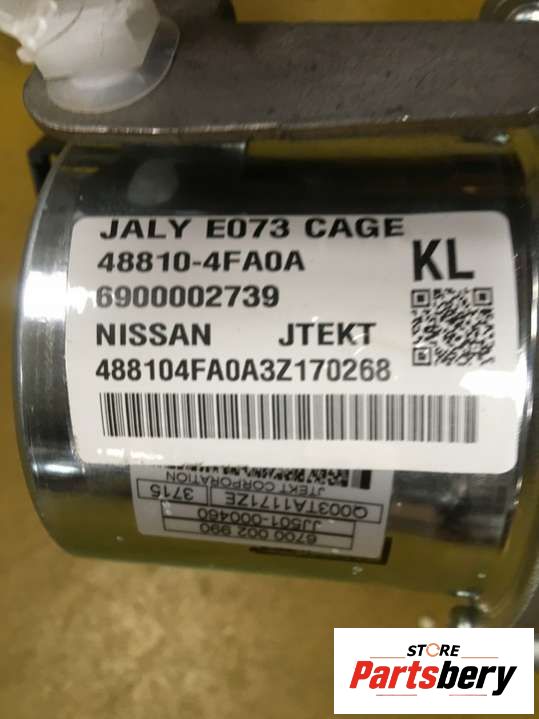 JALY E073 CAGE
48810-4FA0A
KL
6900002739
NISSAN JTEKT
488104FA0A3Z170268
JTEKT CORPORATION
Q003TA1171ZE 3715
JJ501-000460
6700 002 990
STORE
Partsbery